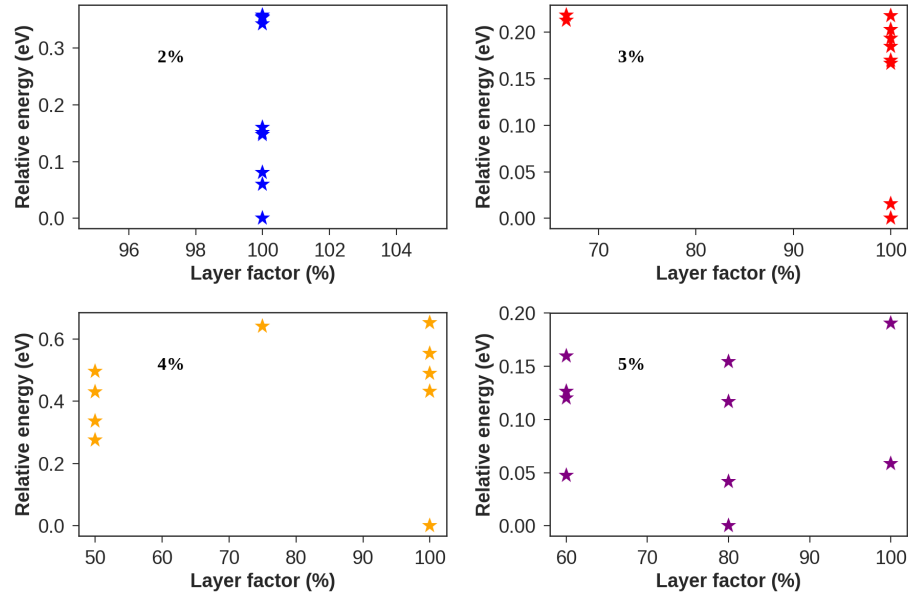 Relative energy (eV)
0.3
0.2
0.1
0.0
2%
96 98 100 102 104
Layer factor (%)
Relative energy (eV)
0.20
0.15
0.10
0.05
0.00
3%
70 80 90 100
Layer factor (%)
Relative energy (eV)
0.6
0.4
0.2
0.0
4%
50 60 70 80 90 100
Layer factor (%)
Relative energy (eV)
0.20
0.15
0.10
0.05
0.00
5%
60 70 80 90 100
Layer factor (%)